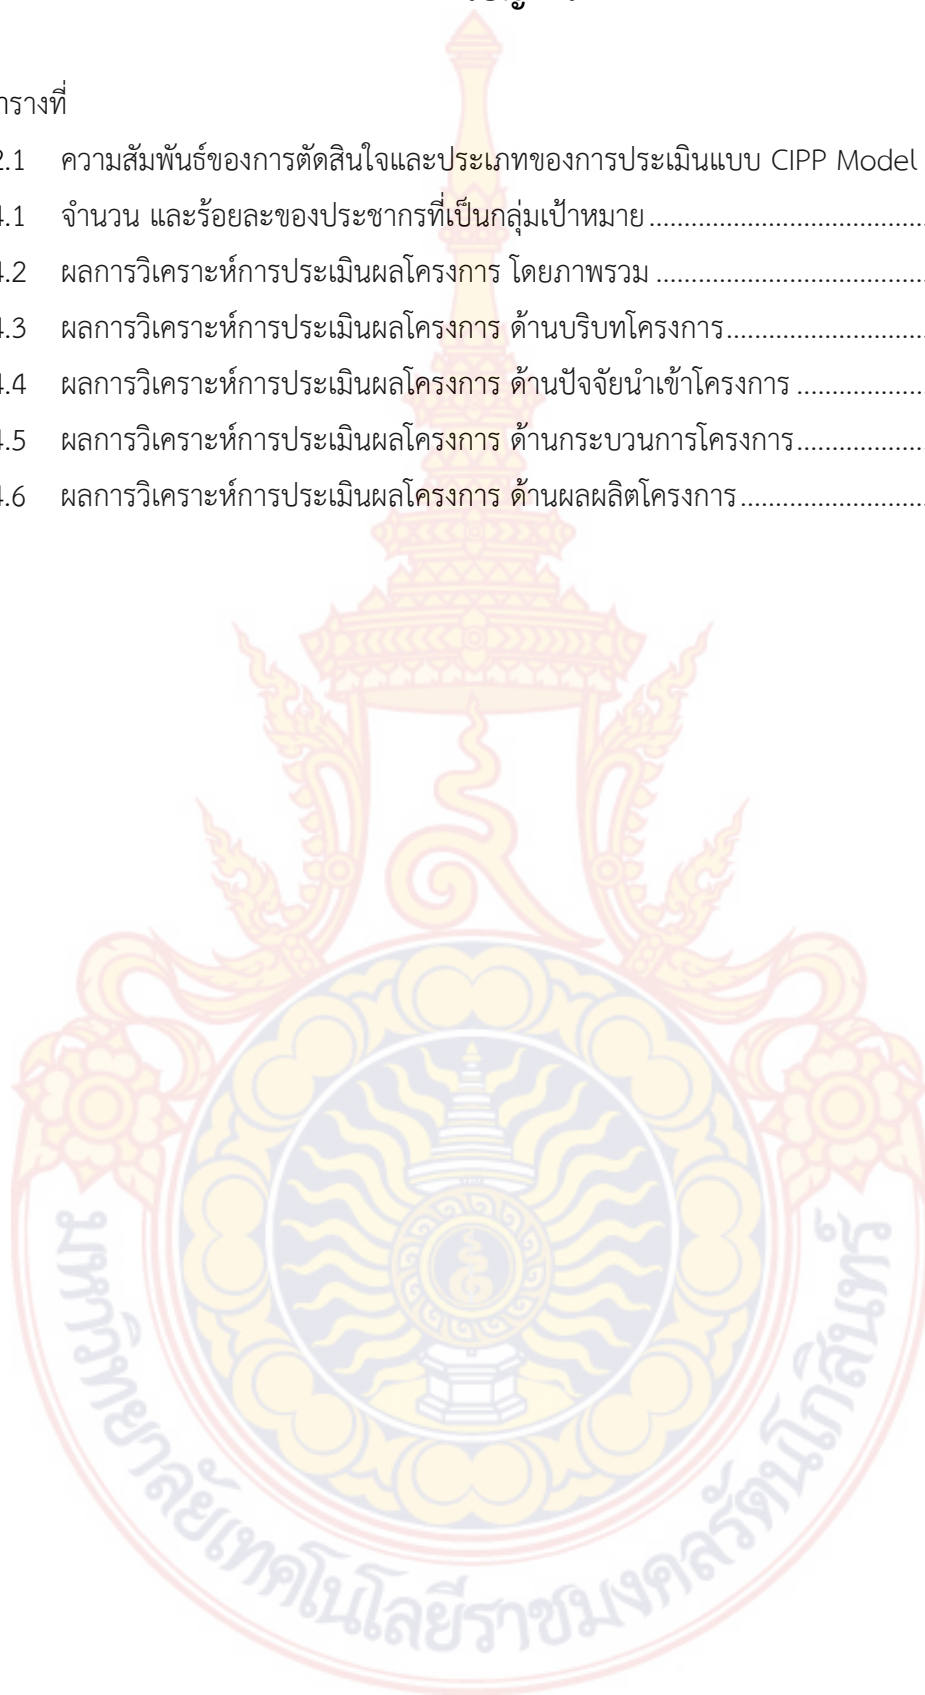 ารางที่
2.1 ความสัมพันธ์ของการตัดสินใจและประเภทของการประเมินแบบ CIPP Model
4.1 จำนวน และร้อยละของประชากรที่เป็นกลุ่มเป้าหมาย
4.2 ผลการวิเคราะห์การประเมินผลโครงการ โดยภาพรวม
4.3 ผลการวิเคราะห์การประเมินผลโครงการ ด้านบริบทโครงการ
4.4 ผลการวิเคราะห์การประเมินผลโครงการ ด้านปัจจัยนำเข้าโครงการ
4.5 ผลการวิเคราะห์การประเมินผลโครงการ ด้านกระบวนการโครงการ
4.6 ผลการวิเคราะห์การประเมินผลโครงการ ด้านผลผลิตโครงการ
มหาวิทยาลัยเทคโนโลยีราชมงคลรัตนโกสินทร์